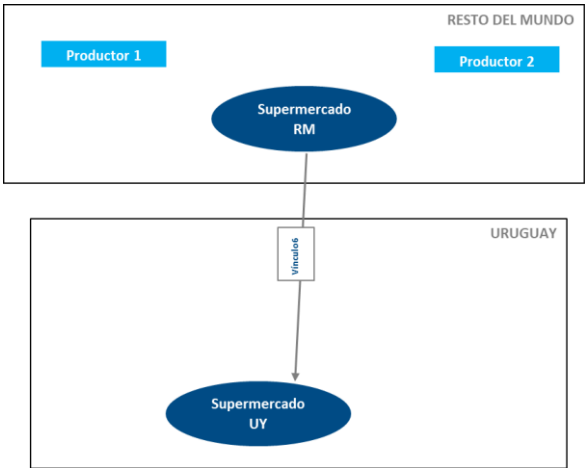 RESTO DEL MUNDO
Productor 1
Productor 2
Supermercado
RM
URUGUAY
Vínculo6
Supermercado
UY